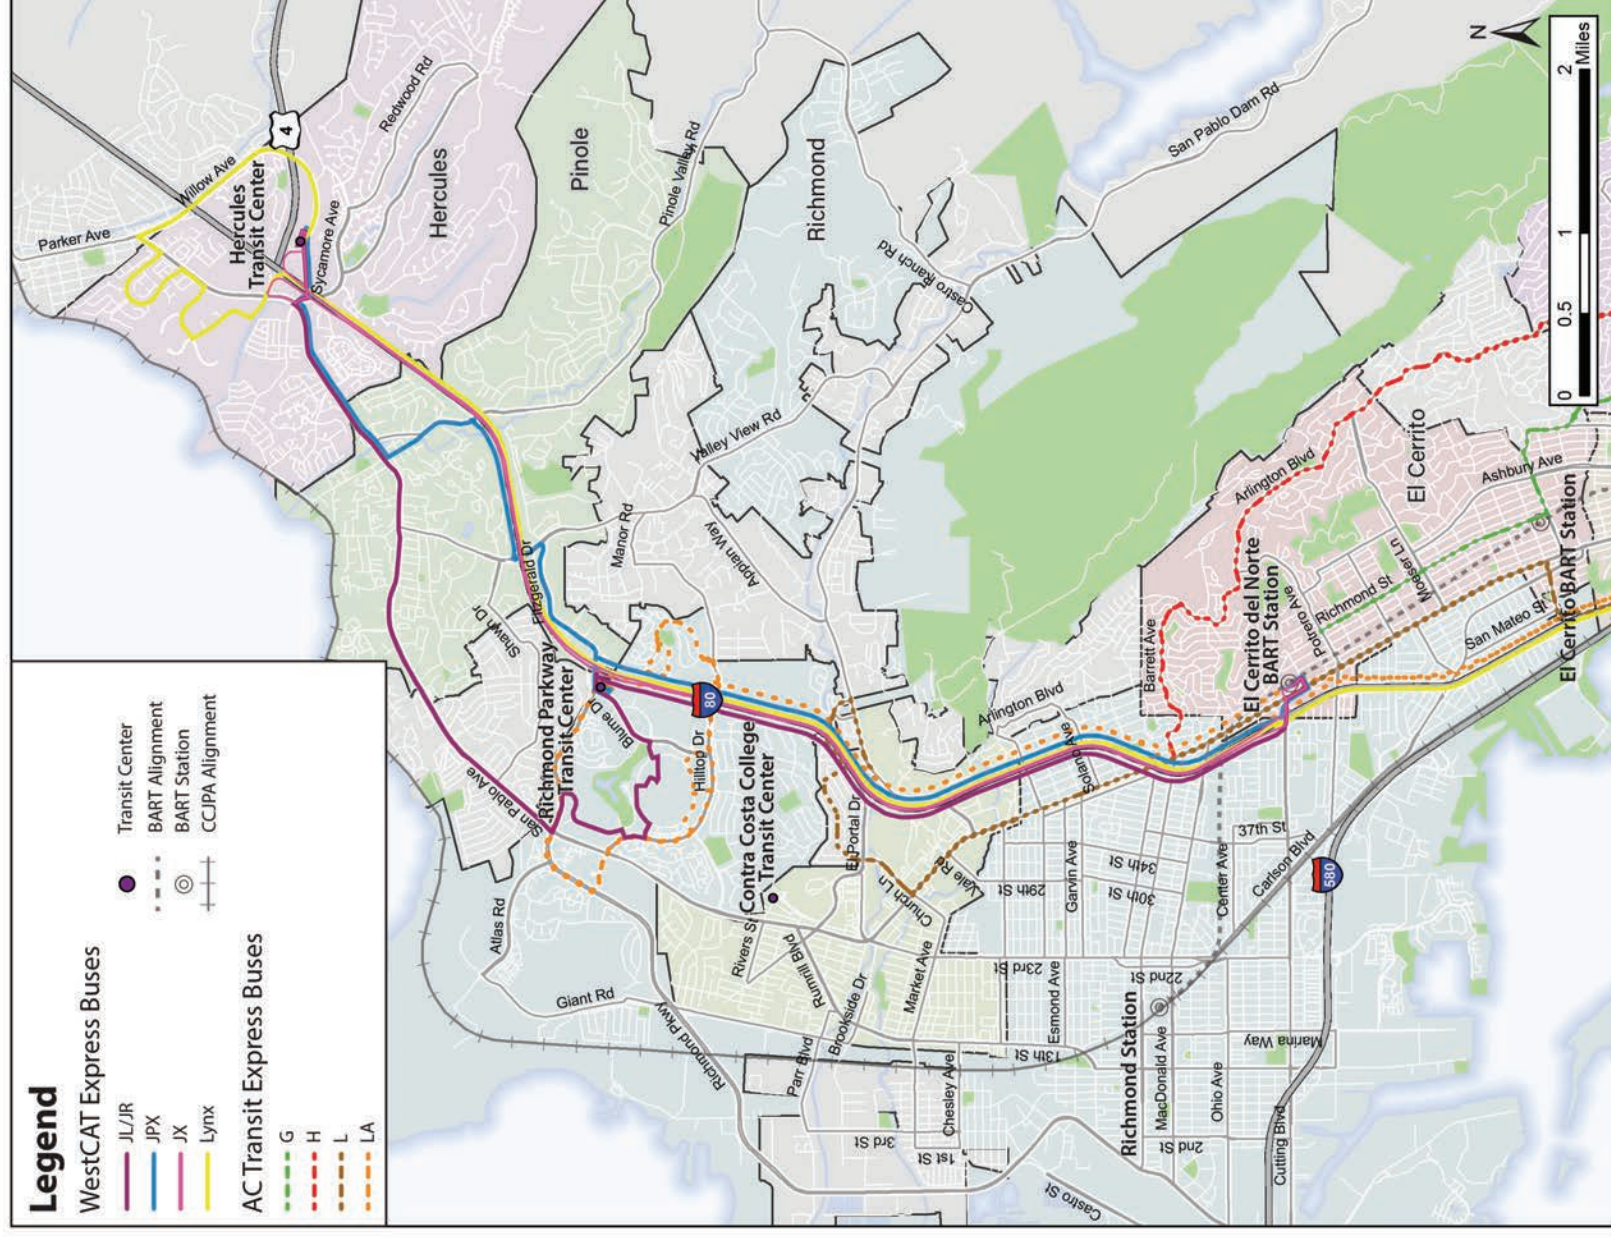 Legend
WestCAT Express Buses
JL/JR
JPX
JX
Lynx
AC Transit Express Buses
G
H
L
LA
Transit Center
BART Alignment
BART Station
CCJPA Alignment
Parker Ave
Willow Ave
4
Hercules
Transit Center
Sycamore Ave
Redwood Rd
Hercules
Pinole
Pinole Valley Rd
Richmond
Castro Ranch Rd
San Pablo Dam Rd
N
0
0.5
1
2
Miles
Valley View Rd
Manor Rd
Appian Way
Fitzgerald Dr
Shawn Dr
Richmond Parkway
Transit Center
Blume Dr
Hilltop Dr
80
San Pablo Ave
Atlas Rd
Giant Rd
Richmond Pkwy
Contra Costa College
Transit Center
El Portal Dr
Rivers St
Rumrill Blvd
Brookside Dr
Market Ave
Church Ln
Vale Rd
Parr Blvd
Chesley Ave
3rd St
1st St
Castro St
13th St
23rd St
Esmond Ave
29th St
Garvin Ave
Solano Ave
Arlington Blvd
Barrett Ave
34th St
30th St
22nd St
37th St
Center Ave
Carlson Blvd
580
Richmond Station
MacDonald Ave
Ohio Ave
2nd St
Marina Way
Cutting Blvd
El Cerrito del Norte
BART Station
Potrero Ave
Richmond St
Moeser Ln
Arlington Blvd
El Cerrito
Ashbury Ave
San Mateo St
El Cerrito BART Station